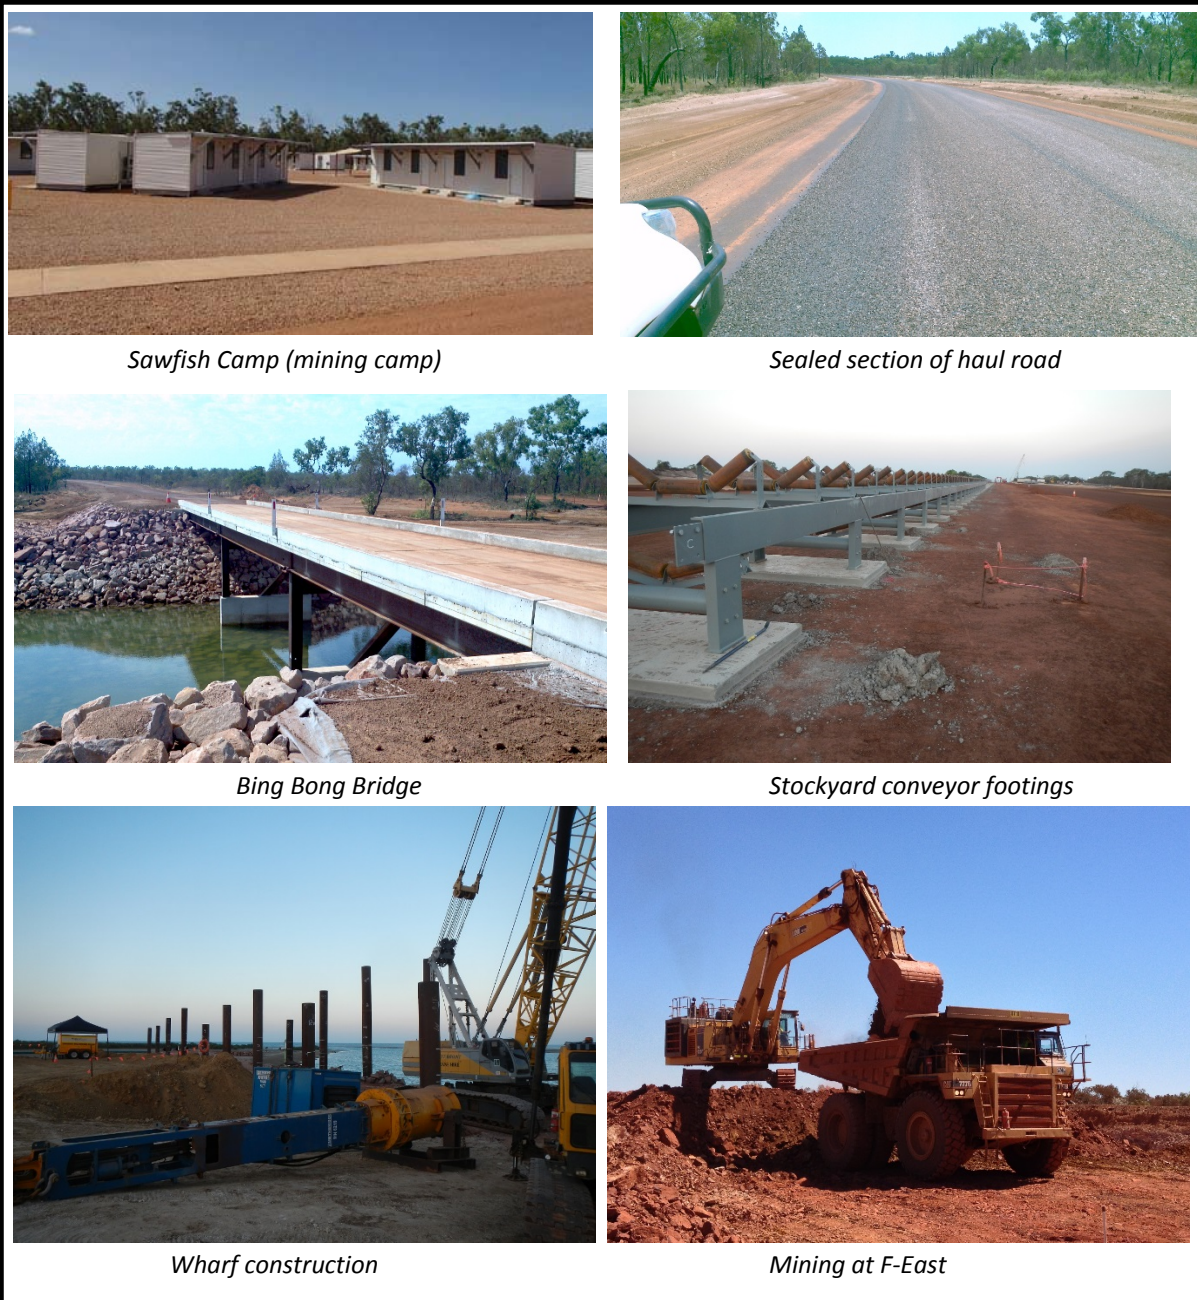 Sawfish Camp (mining camp)
Sealed section of haul road
Bing Bong Bridge
Stockyard conveyor footings
Wharf construction
Mining at F-East